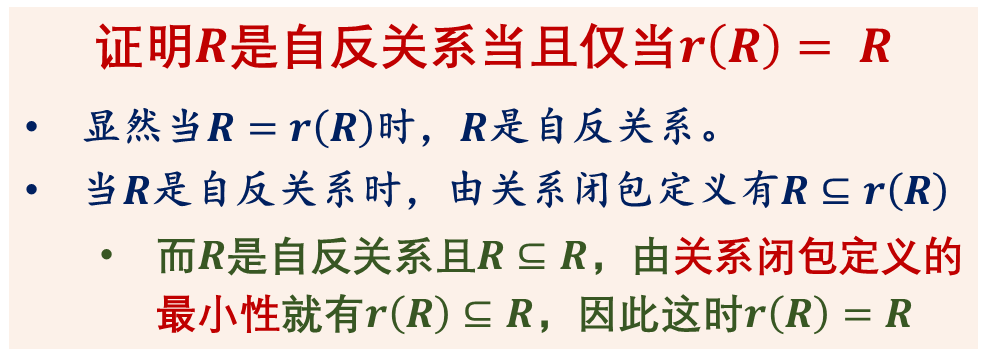 证明R是自反关系当且仅当r(R) = R
• 显然当R = r(R)时，R是自反关系。
• 当R是自反关系时，由关系闭包定义有R ⊆ r(R)
• 而R是自反关系且R ⊆ R，由关系闭包定义的
最小性就有r(R) ⊆ R，因此这时r(R) = R